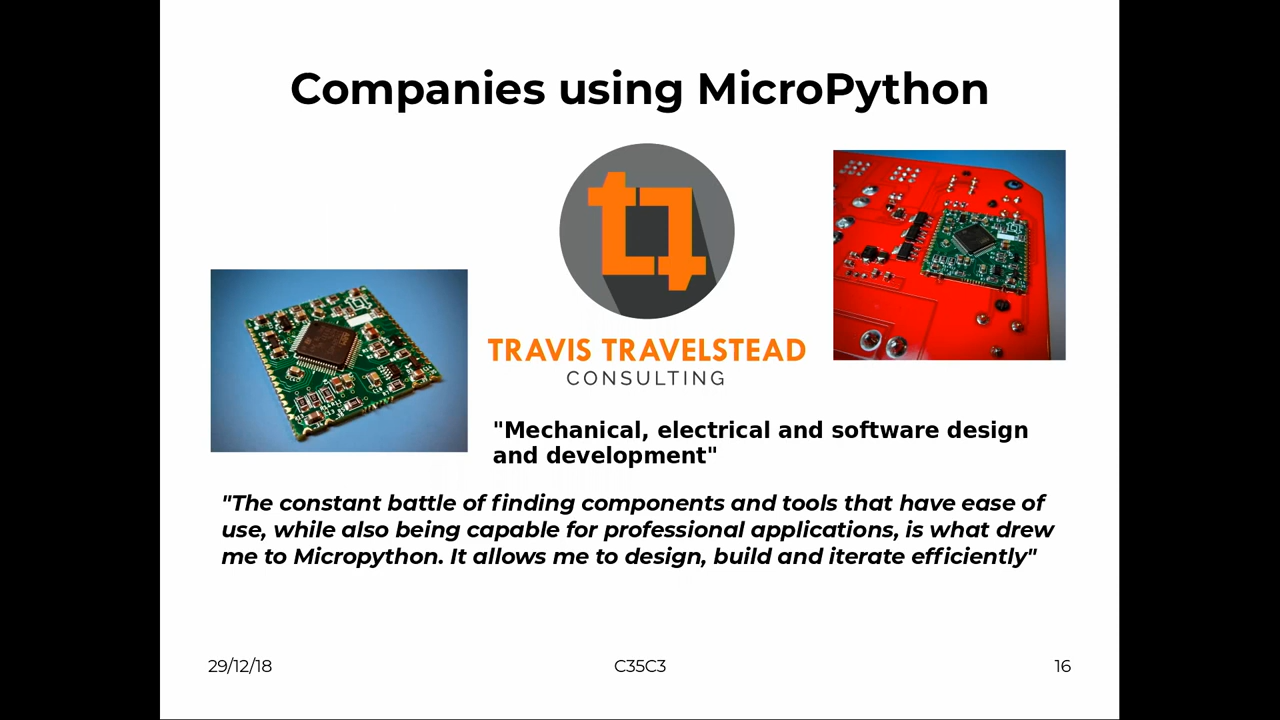 Companies using MicroPython
TRAVIS TRAVELSTEAD
CONSULTING
"Mechanical, electrical and software design
and development"
"The constant battle of finding components and tools that have ease of
use, while also being capable for professional applications, is what drew
me to Micropython. It allows me to design, build and iterate efficiently"
29/12/18
C35C3
16